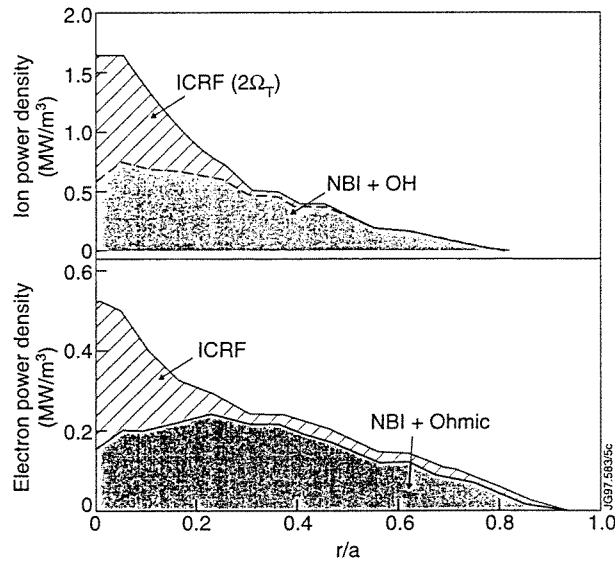 Ion power density
(MW/m³)
2.0
1.5
1.0
0.5
0
ICRF (2Ω_T)
NBI + OH
Electron power density
(MW/m³)
0.6
0.4
0.2
0
ICRF
NBI + Ohmic
0
0.2
0.4
0.6
0.8
1.0
r/a
JG97.583/5c